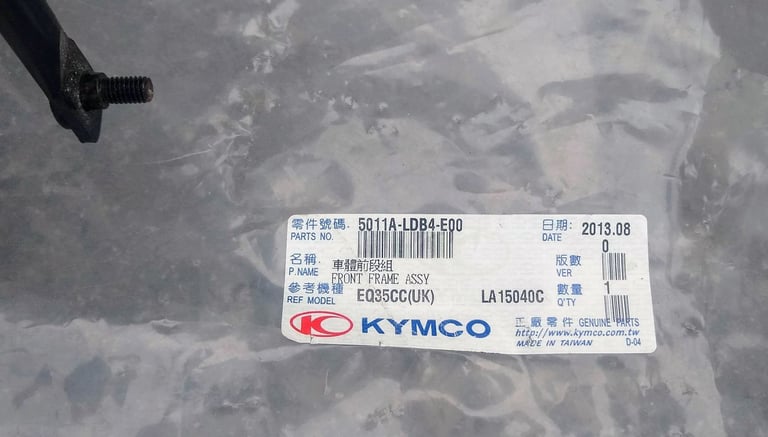 零件號碼. 5011A-LDB4-E00 日期: 2013.08
PARTS NO. DATE 0
名稱. 車體前段組 版數
P.NAME FRONT FRAME ASSY VER
參考機種 EQ35CC(UK) LA15040C 數量 1
REF MODEL Q'TY
KYMCO 正廠零件 GENUINE PARTS
http://www.kymco.com.tw
MADE IN TAIWAN D-04